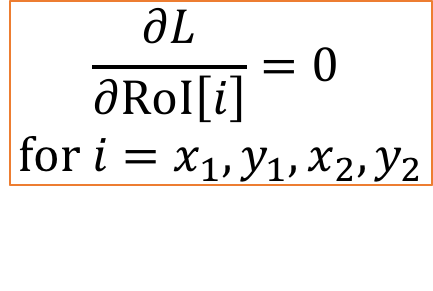 ∂L
∂RoI[i] = 0
for i = x₁, y₁, x₂, y₂